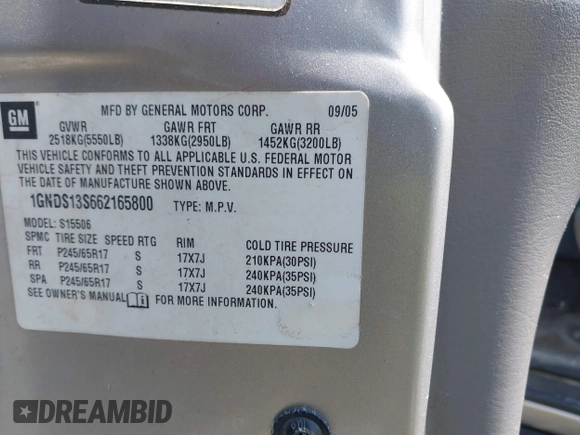 GM
MFD BY GENERAL MOTORS CORP. 09/05
GVWR GAWR FRT GAWR RR
2518KG(5550LB) 1338KG(2950LB) 1452KG(3200LB)
THIS VEHICLE CONFORMS TO ALL APPLICABLE U.S. FEDERAL MOTOR
VEHICLE SAFETY AND THEFT PREVENTION STANDARDS IN EFFECT ON
THE DATE OF MANUFACTURE SHOWN ABOVE.
1GNDS13S662165800 TYPE: M.P.V.
MODEL: S15506
SPMC TIRE SIZE SPEED RTG RIM COLD TIRE PRESSURE
FRT P245/65R17 S 17X7J 210KPA(30PSI)
RR P245/65R17 S 17X7J 240KPA(35PSI)
SPA P245/65R17 S 17X7J 240KPA(35PSI)
SEE OWNER'S MANUAL FOR MORE INFORMATION.
DREAMBID